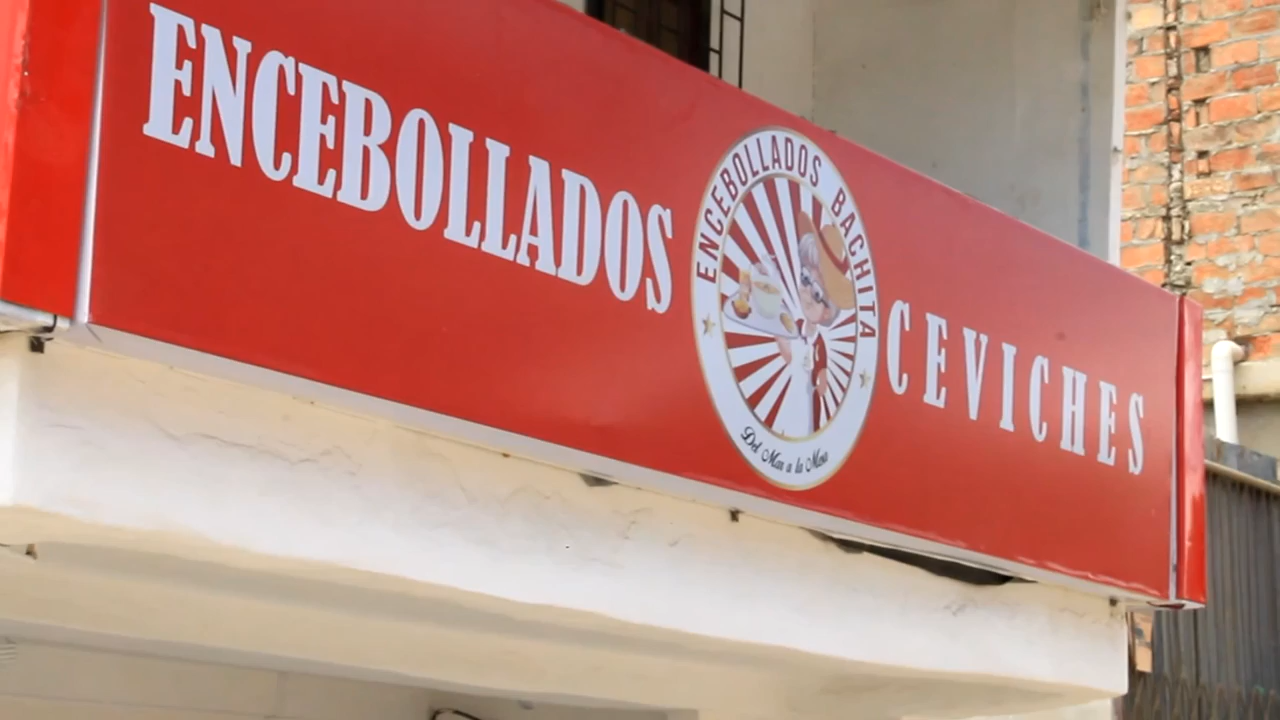 ENCEBOLLADOS
ENCEBOLLADOS BACHITA
Del Mar a la Mesa
CEVICHES